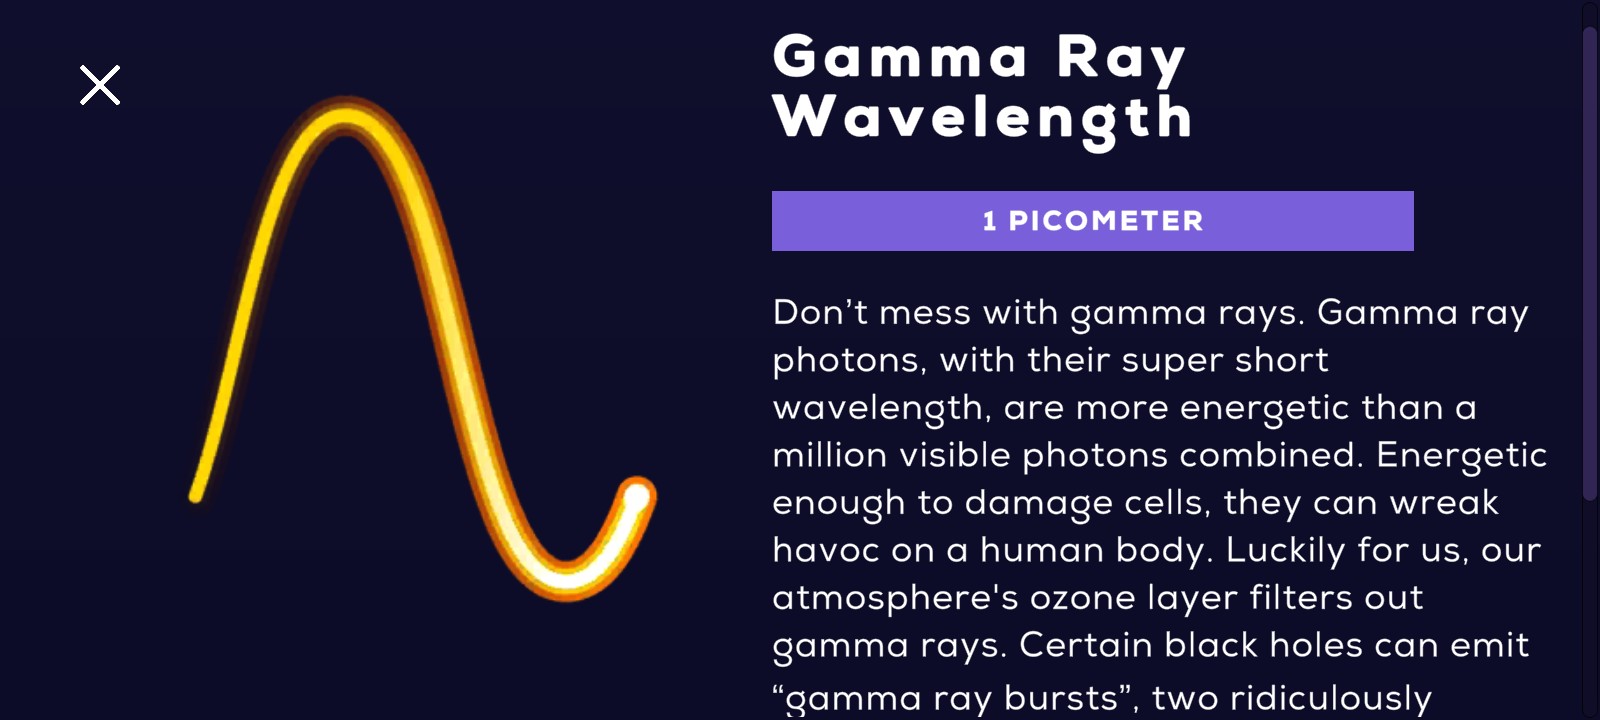 Gamma Ray
Wavelength
1 PICOMETER
Don’t mess with gamma rays. Gamma ray
photons, with their super short
wavelength, are more energetic than a
million visible photons combined. Energetic
enough to damage cells, they can wreak
havoc on a human body. Luckily for us, our
atmosphere's ozone layer filters out
gamma rays. Certain black holes can emit
“gamma ray bursts”, two ridiculously